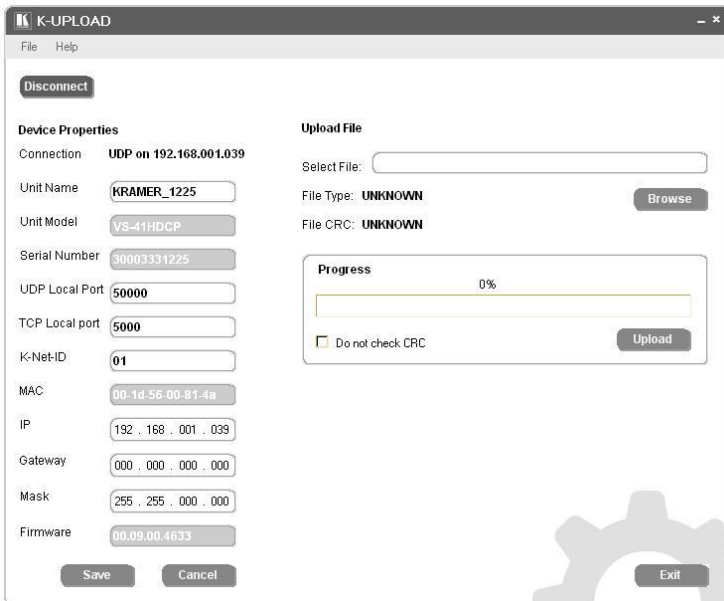 K-UPLOAD
File Help
Disconnect
Device Properties
Connection UDP on 192.168.001.039
Unit Name KRAMER_1225
Unit Model VS-41HDCP
Serial Number 30003331225
UDP Local Port 50000
TCP Local port 5000
K-Net-ID 01
MAC 00-1d-56-00-81-4a
IP 192 . 168 . 001 . 039
Gateway 000 . 000 . 000 . 000
Mask 255 . 255 . 000 . 000
Firmware 00.09.00.4633
Save Cancel
Upload File
Select File:
File Type: UNKNOWN
Browse
File CRC: UNKNOWN
Progress
0%
Do not check CRC
Upload
Exit